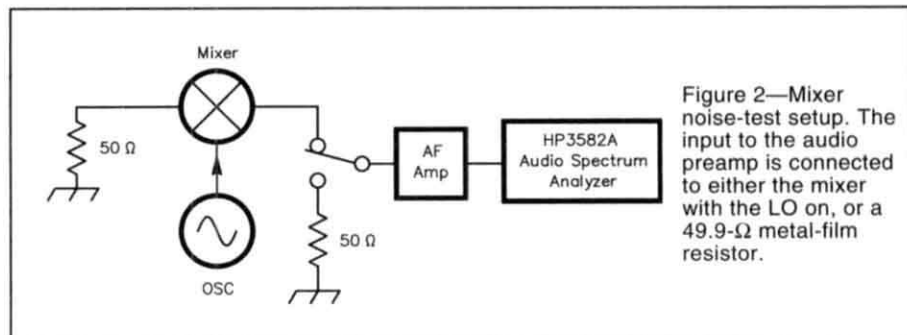 Mixer
50 Ω
OSC
50 Ω
AF
Amp
HP3582A
Audio Spectrum
Analyzer
Figure 2—Mixer
noise-test setup. The
input to the audio
preamp is connected
to either the mixer
with the LO on, or a
49.9-Ω metal-film
resistor.